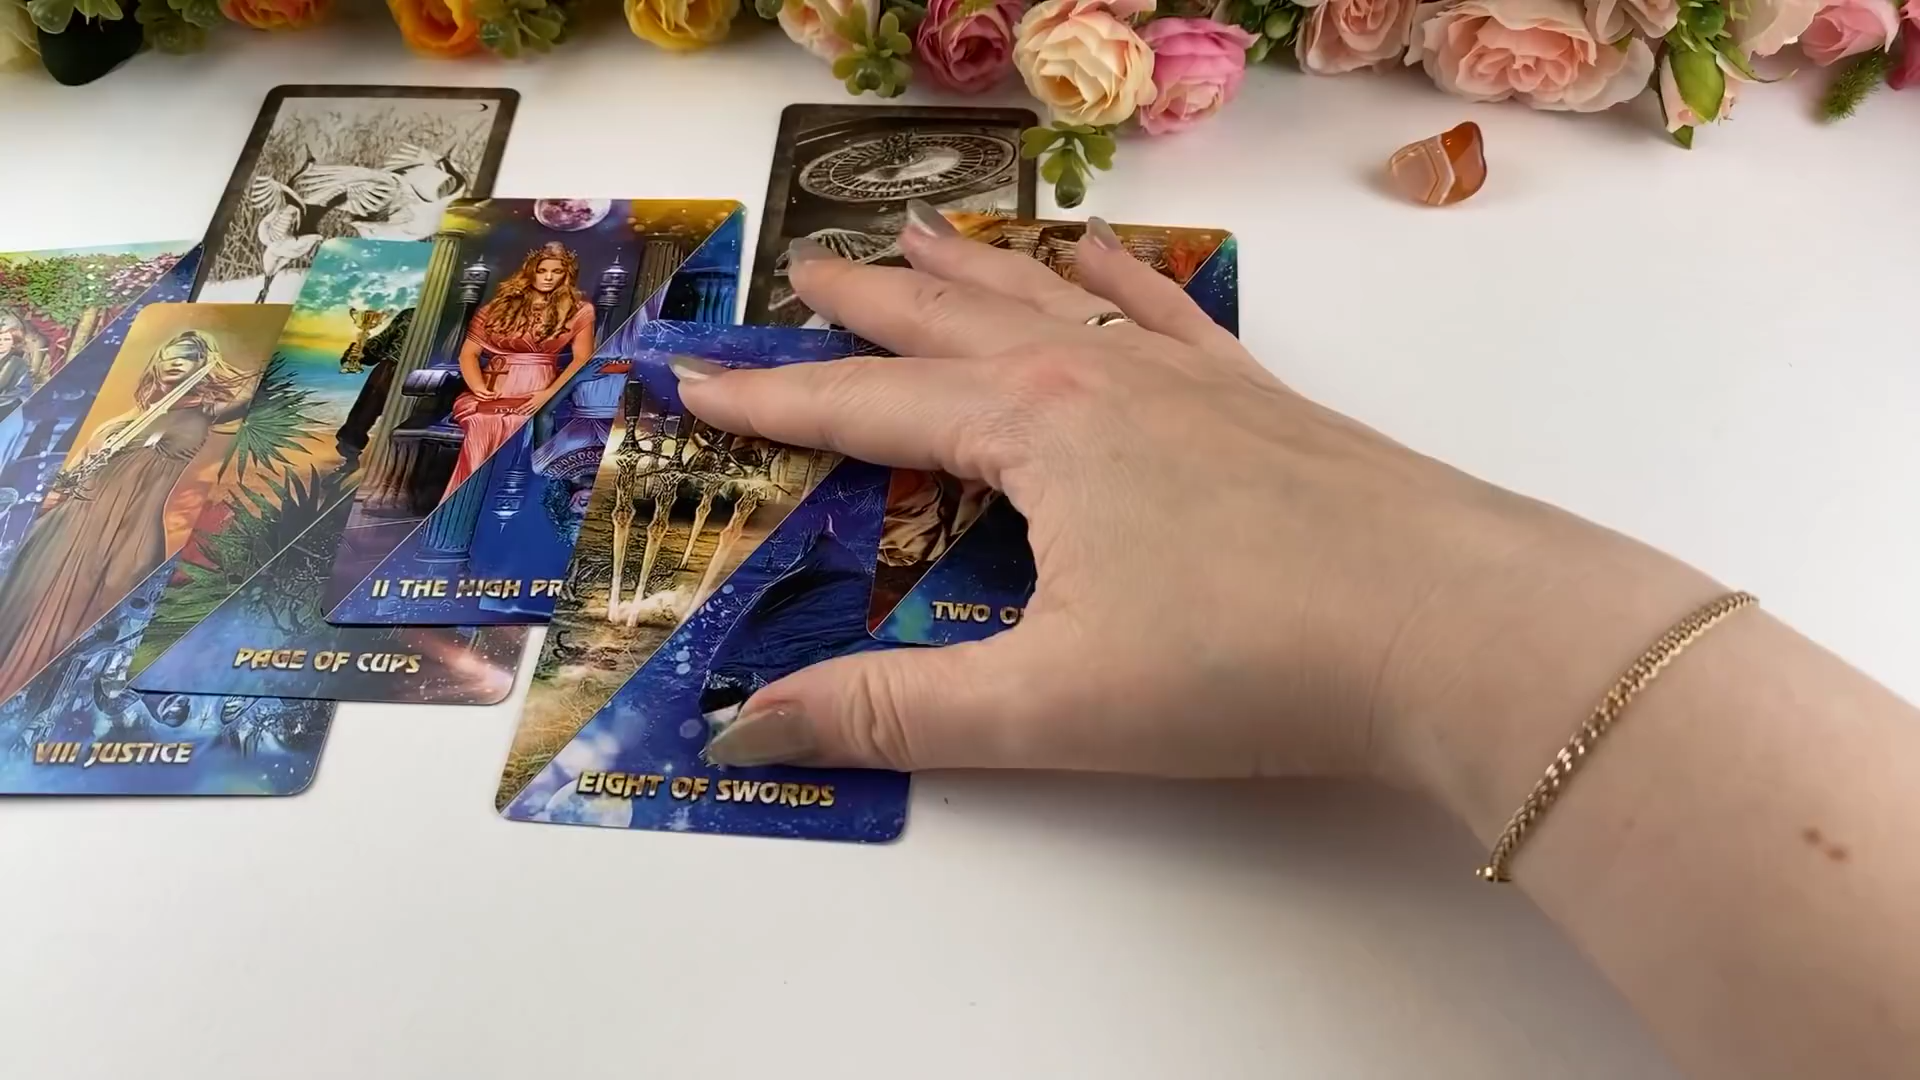 II THE HIGH PR
TWO O
PAGE OF CUPS
VIII JUSTICE
EIGHT OF SWORDS